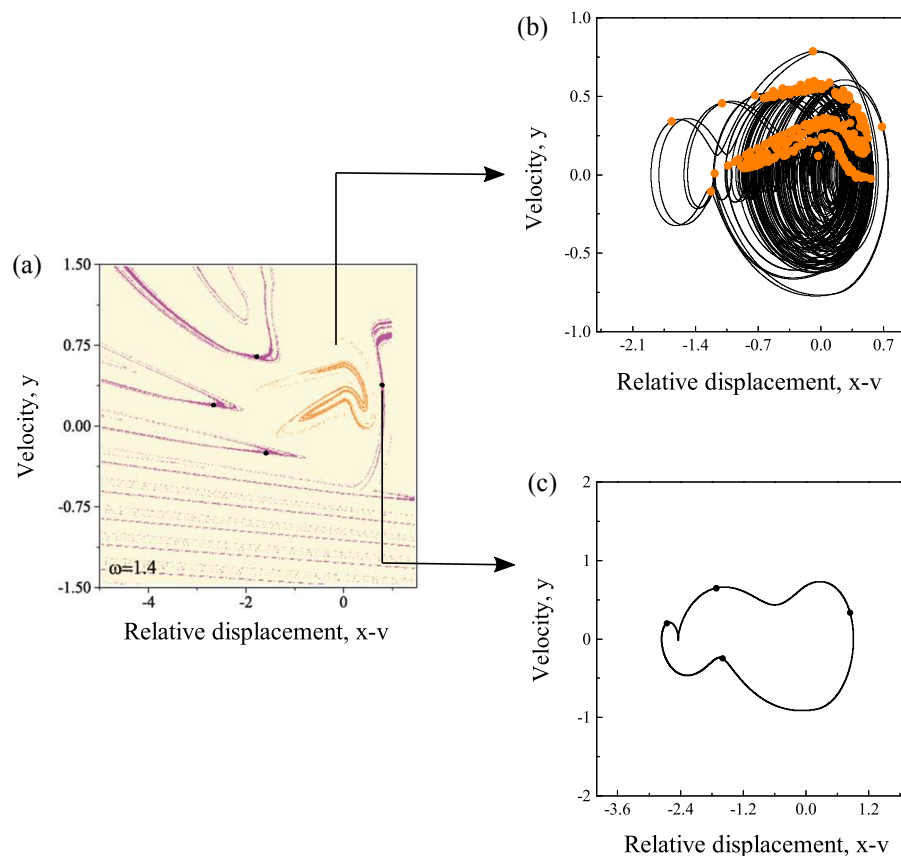 (b)
1.0
0.5
0.0
-0.5
-1.0
Velocity, y
-2.1 -1.4 -0.7 0.0 0.7
Relative displacement, x-v
(a)
1.50
0.75
0.00
-0.75
-1.50
Velocity, y
ω=1.4
-4 -2 0
Relative displacement, x-v
(c)
2
1
0
-1
-2
Velocity, y
-3.6 -2.4 -1.2 0.0 1.2
Relative displacement, x-v